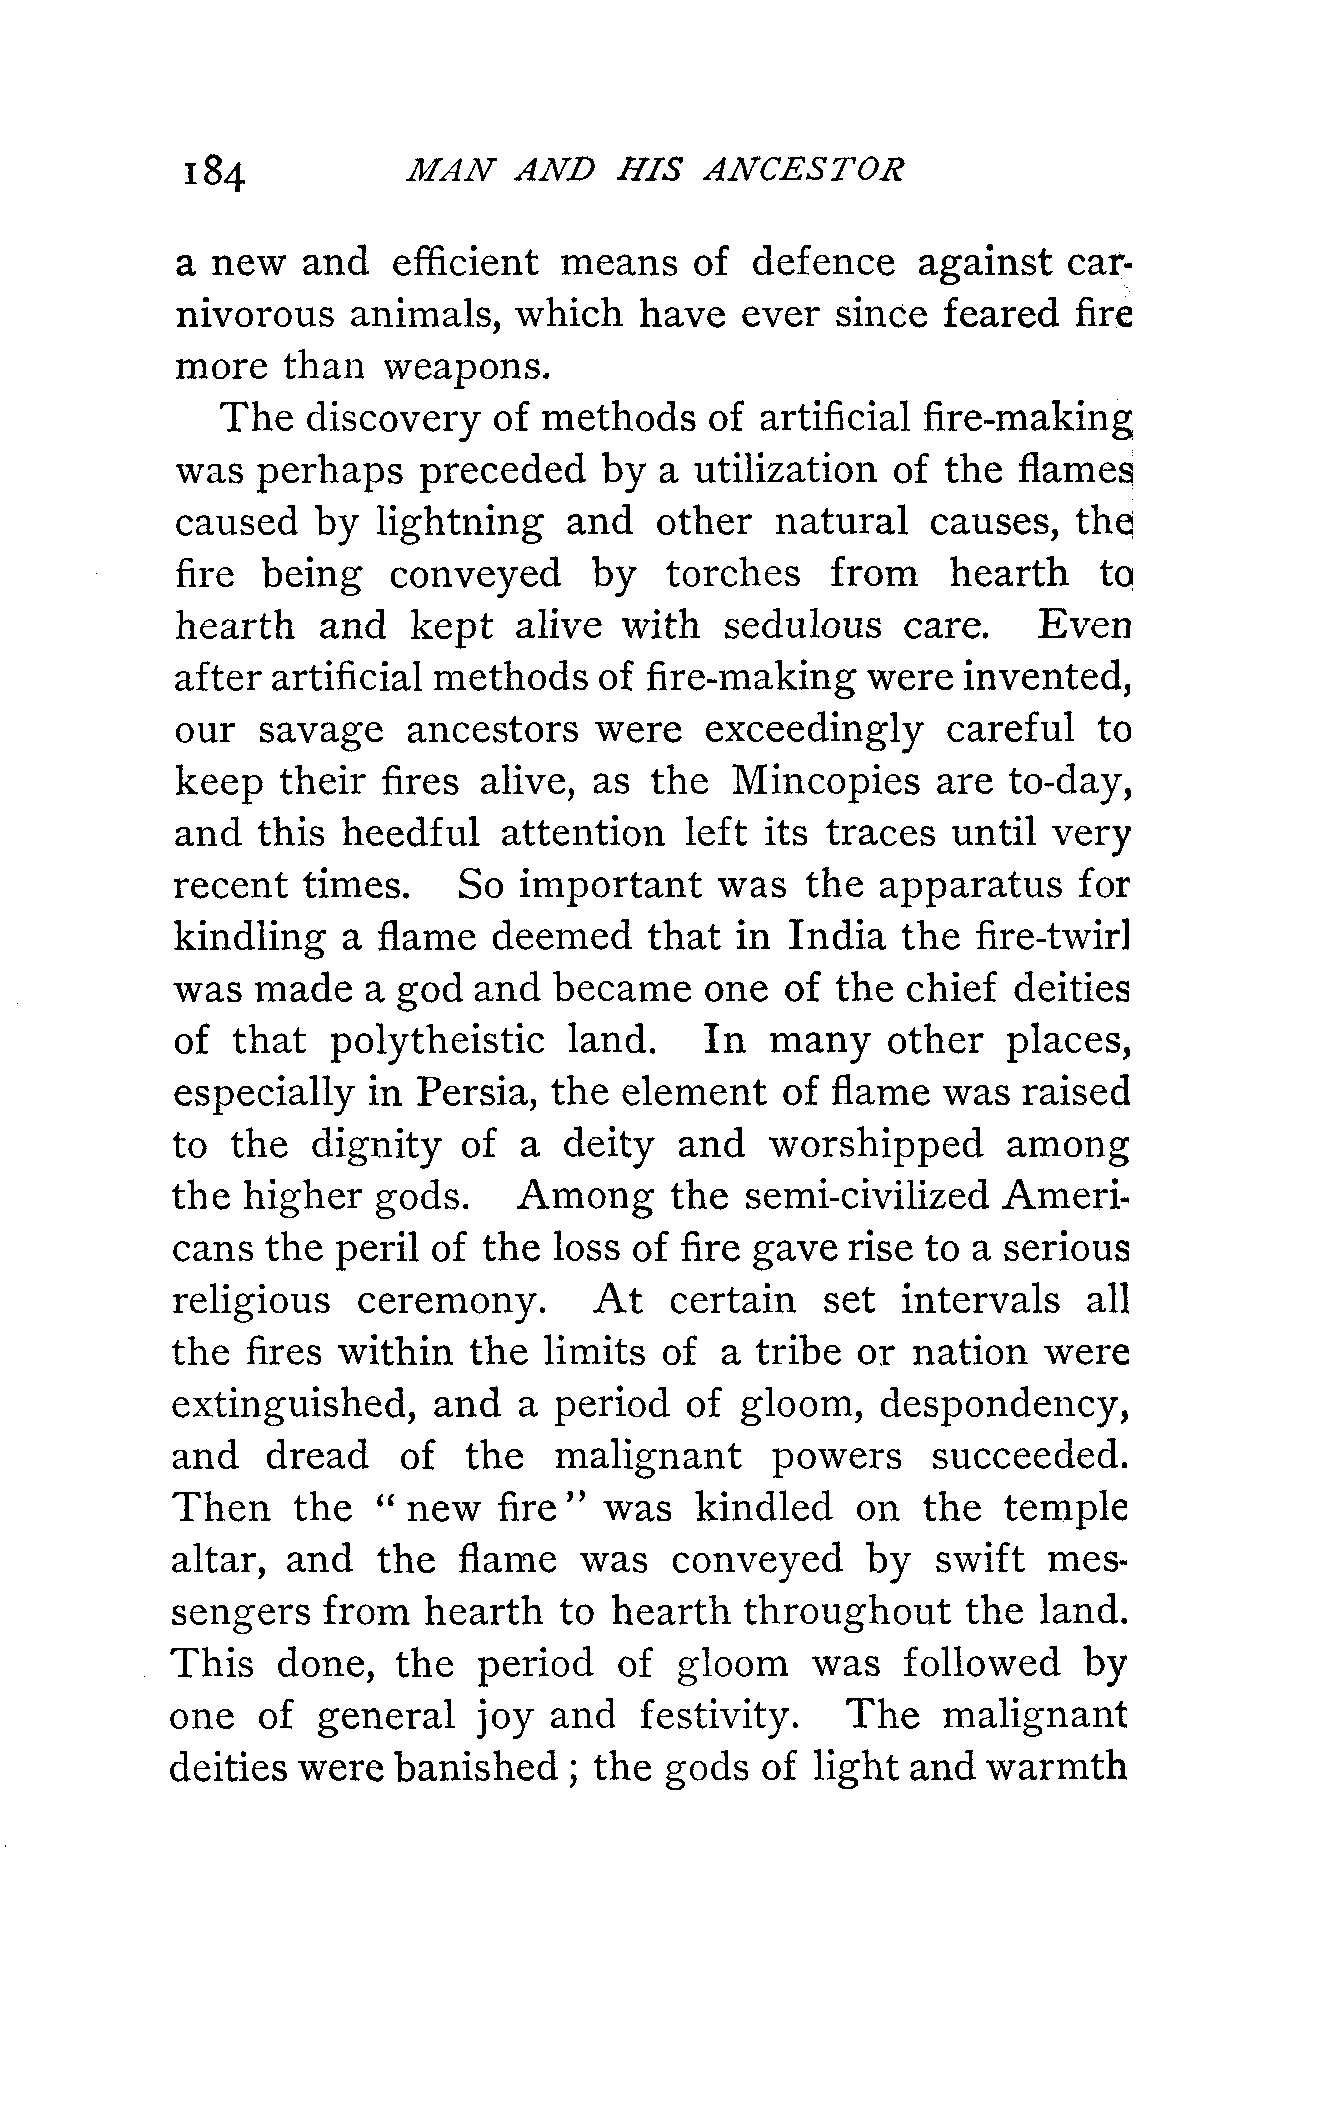 184 MAN AND HIS ANCESTOR
a new and efficient means of defence against car-
nivorous animals, which have ever since feared fire
more than weapons.
The discovery of methods of artificial fire-making
was perhaps preceded by a utilization of the flames
caused by lightning and other natural causes, the
fire being conveyed by torches from hearth to
hearth and kept alive with sedulous care. Even
after artificial methods of fire-making were invented,
our savage ancestors were exceedingly careful to
keep their fires alive, as the Mincopies are to-day,
and this heedful attention left its traces until very
recent times. So important was the apparatus for
kindling a flame deemed that in India the fire-twirl
was made a god and became one of the chief deities
of that polytheistic land. In many other places,
especially in Persia, the element of flame was raised
to the dignity of a deity and worshipped among
the higher gods. Among the semi-civilized Ameri-
cans the peril of the loss of fire gave rise to a serious
religious ceremony. At certain set intervals all
the fires within the limits of a tribe or nation were
extinguished, and a period of gloom, despondency,
and dread of the malignant powers succeeded.
Then the " new fire " was kindled on the temple
altar, and the flame was conveyed by swift mes-
sengers from hearth to hearth throughout the land.
This done, the period of gloom was followed by
one of general joy and festivity. The malignant
deities were banished ; the gods of light and warmth